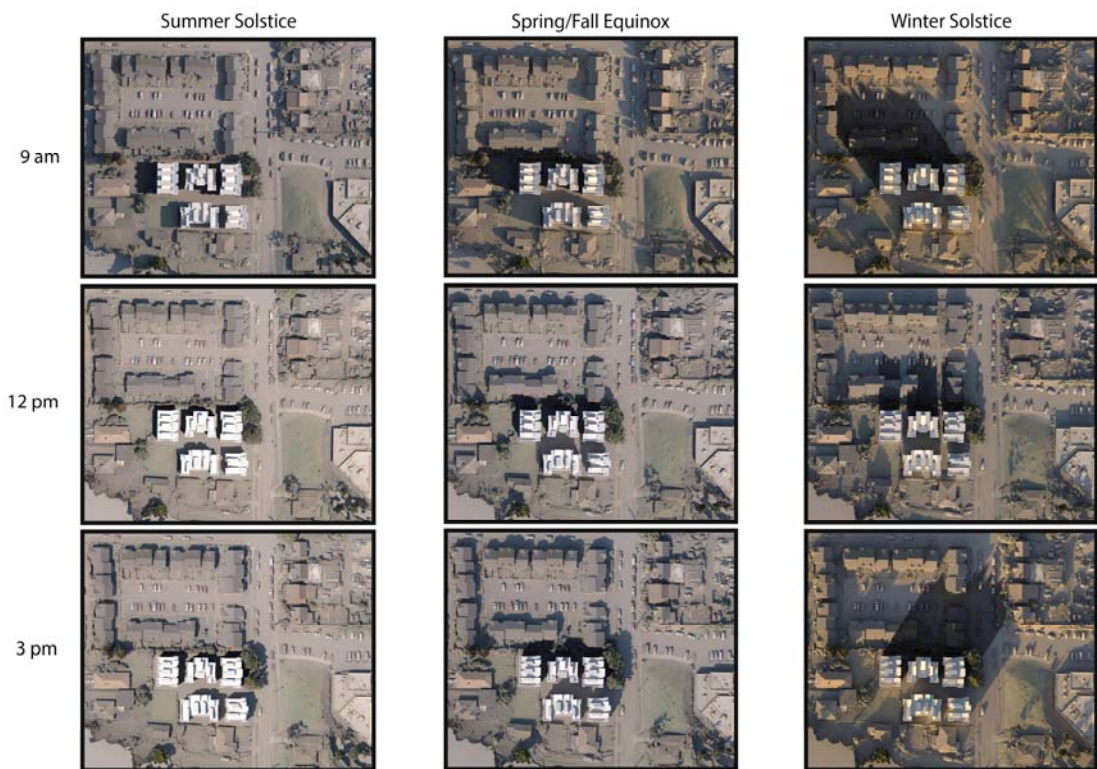 Summer Solstice
Spring/Fall Equinox
Winter Solstice
9 am
12 pm
3 pm